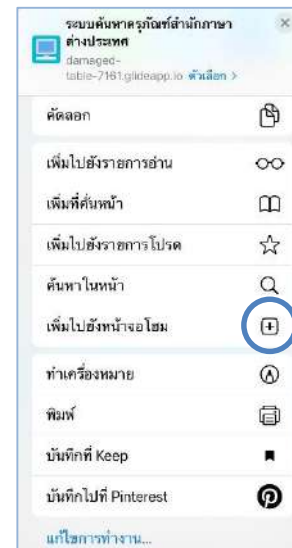 ระบบค้นหาครุภัณฑ์สำนักภาษา
ต่างประเทศ
damaged-
table-7161.glideapp.io ตัวเลือก >
คัดลอก
เพิ่มไปยังรายการอ่าน
เพิ่มที่คั่นหน้า
เพิ่มไปยังรายการโปรด
ค้นหาในหน้า
เพิ่มไปยังหน้าจอโฮม
ทำเครื่องหมาย
พิมพ์
บันทึกที่ Keep
บันทึกไปที่ Pinterest
แก้ไขการทำงาน...